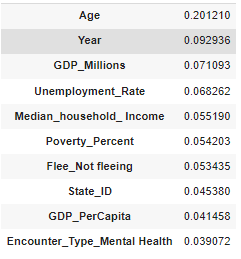 Age 0.201210
Year 0.092936
GDP_Millions 0.071093
Unemployment_Rate 0.068262
Median_household_ Income 0.055190
Poverty_Percent 0.054203
Flee_Not fleeing 0.053435
State_ID 0.045380
GDP_PerCapita 0.041458
Encounter_Type_Mental Health 0.039072